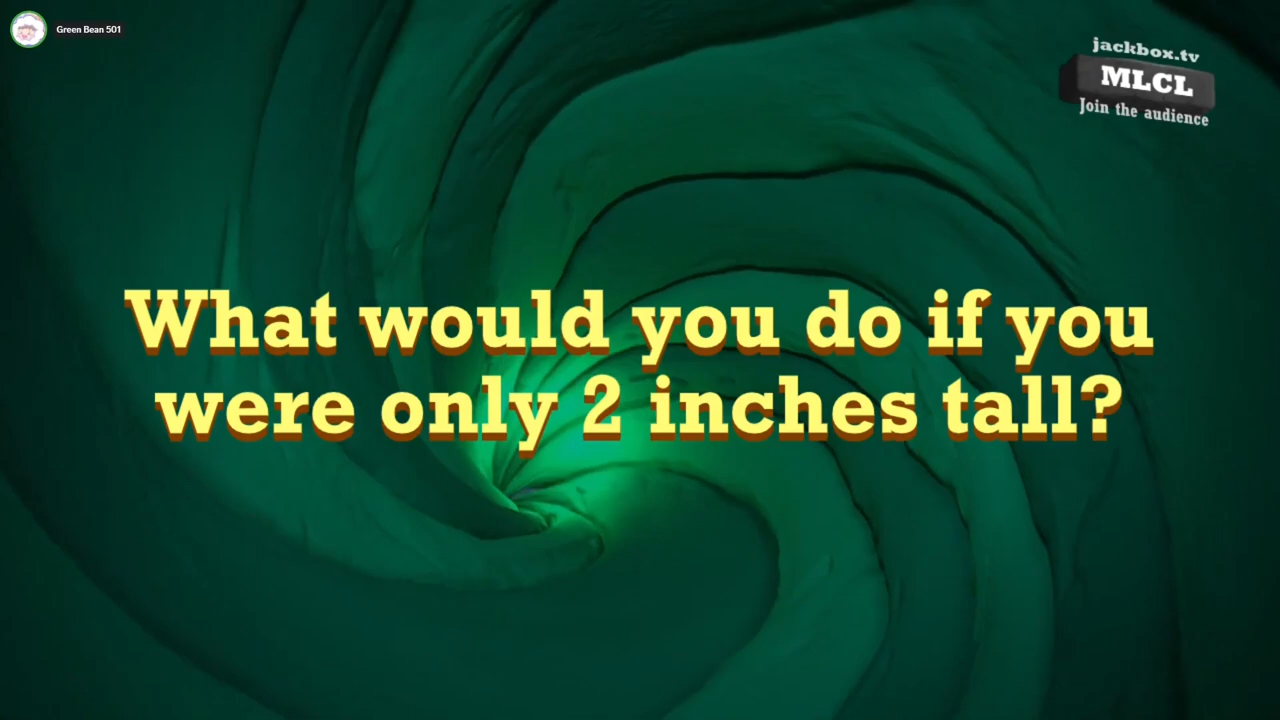 Green Bean 501
jackbox.tv
MLCL
Join the audience
What would you do if you
were only 2 inches tall?